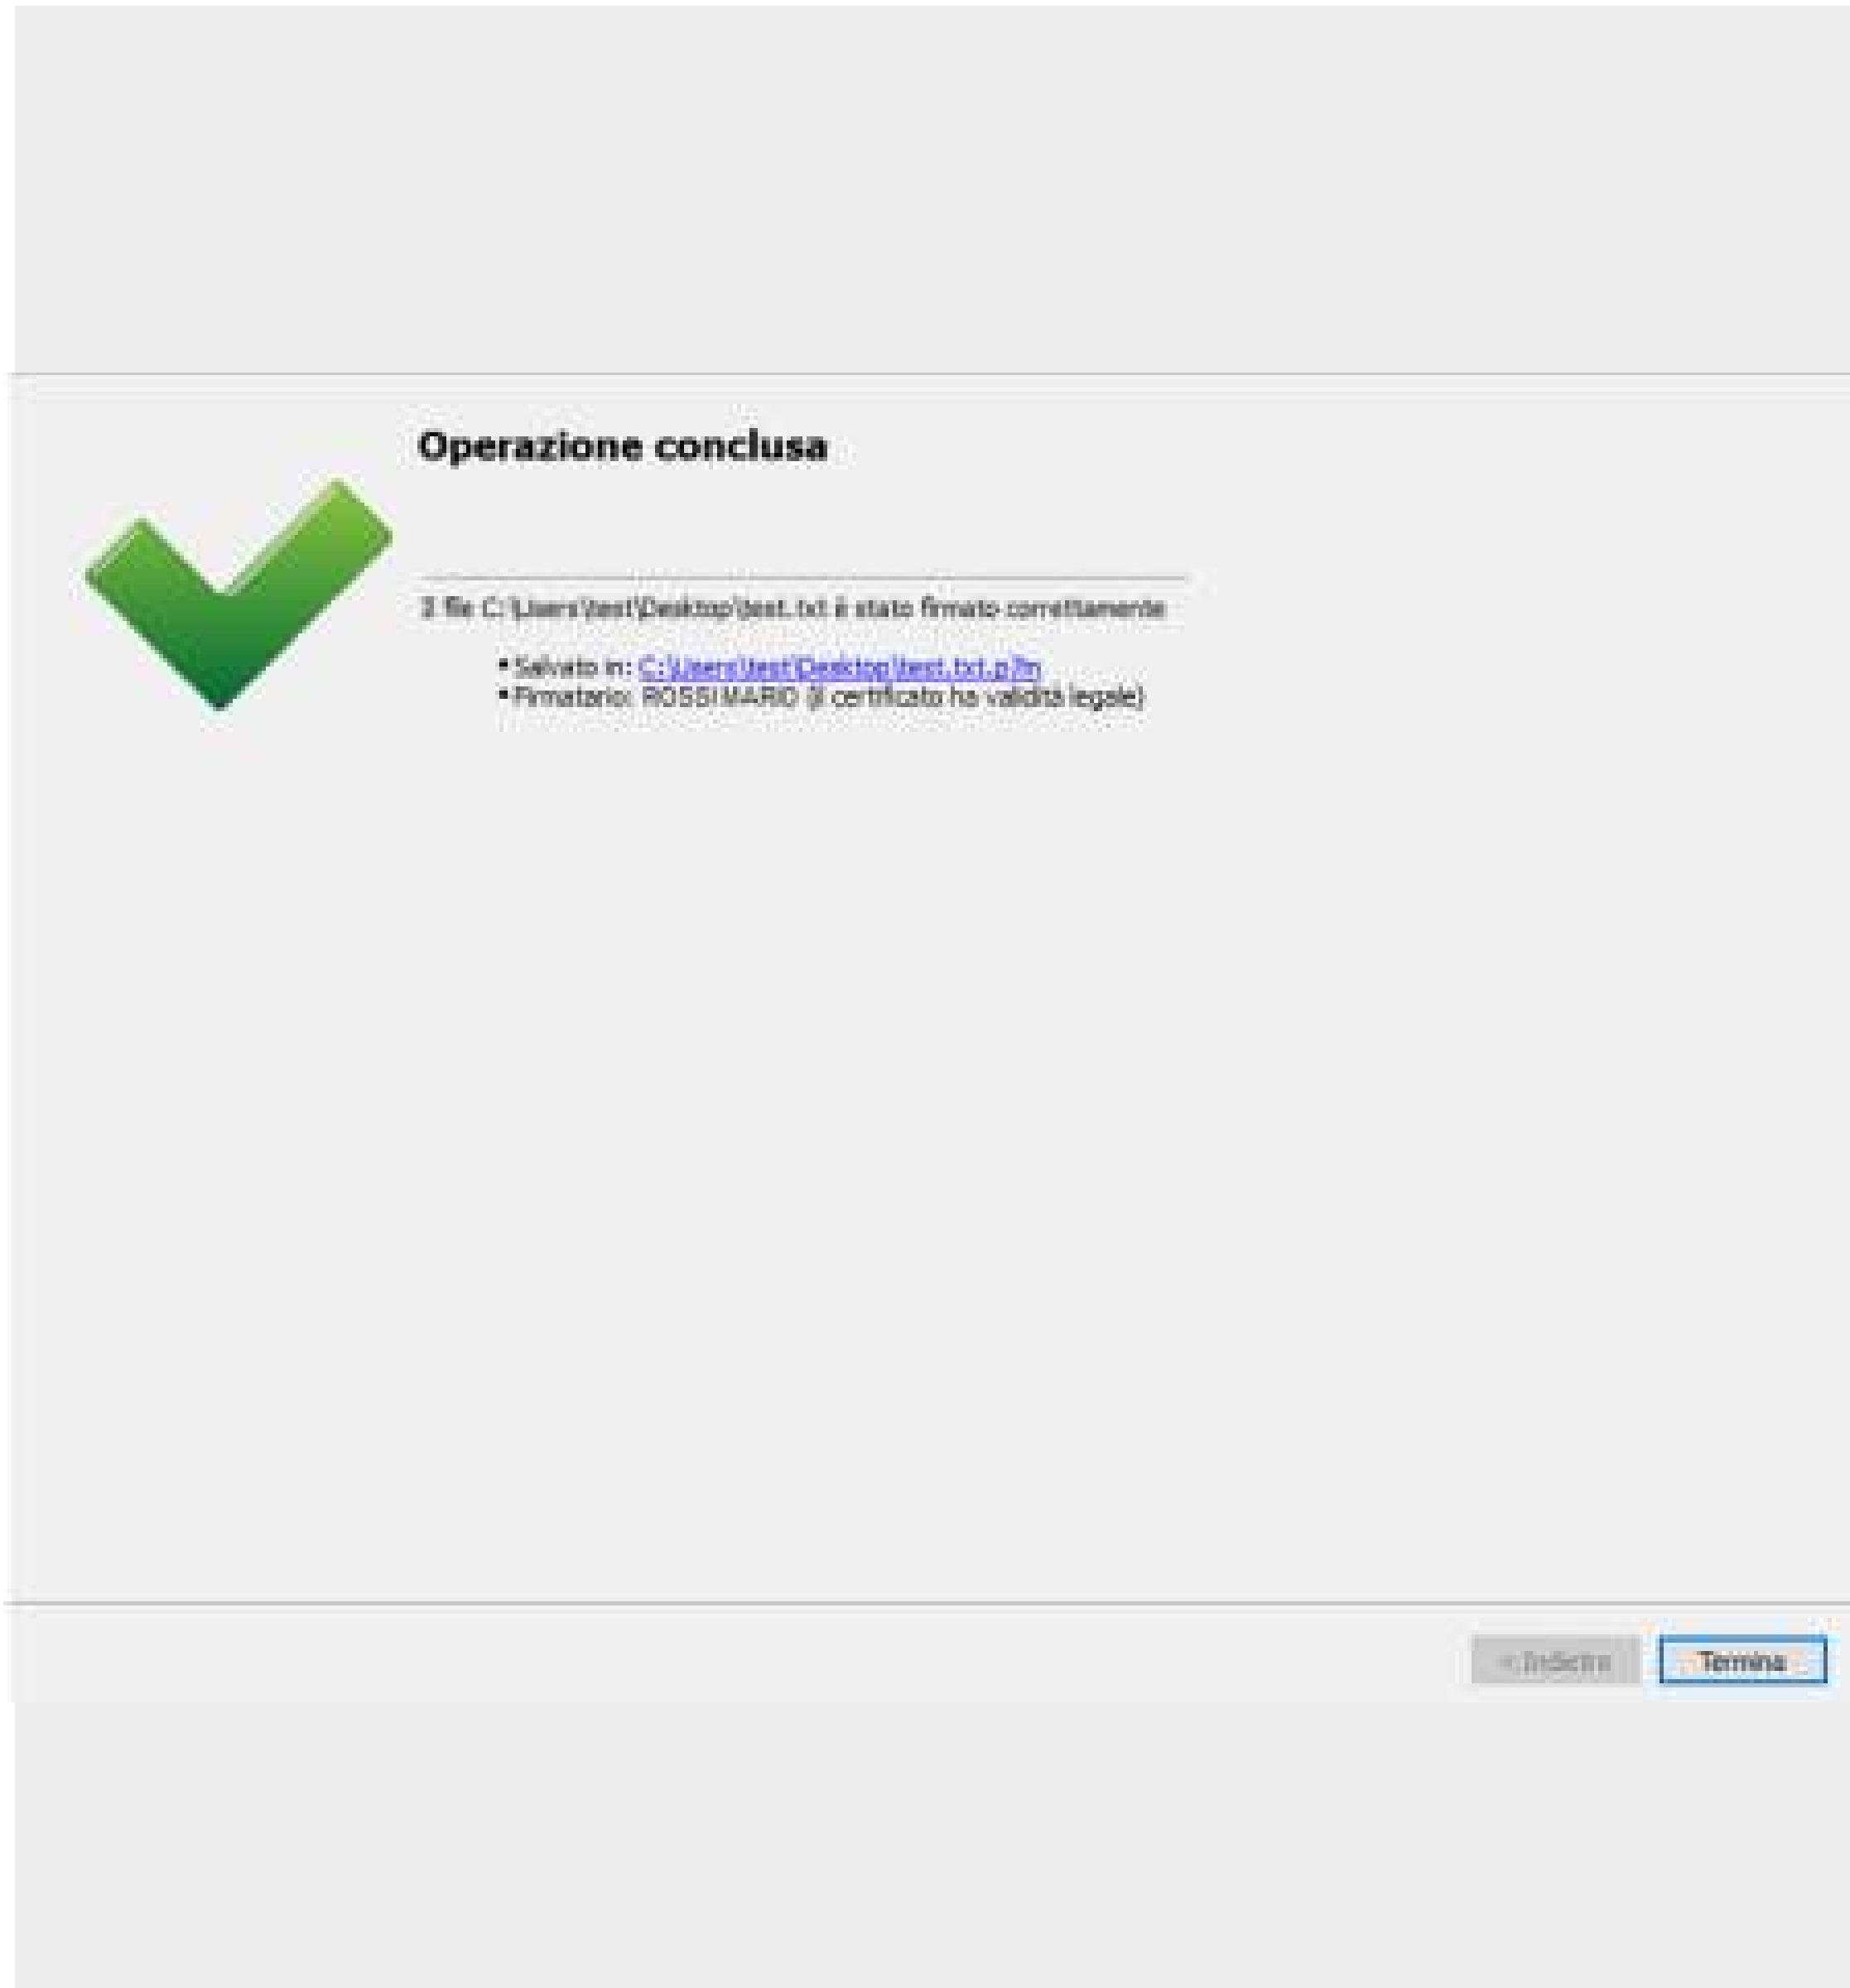 Operazione conclusa
Il file C:\Users\test\Desktop\test.txt è stato firmato correttamente
▪ Salvato in: C:\Users\test\Desktop\test.txt.p7m
▪ Firmatario: ROSSI MARIO (il certificato ha validità legale)
< Indietro
Termina